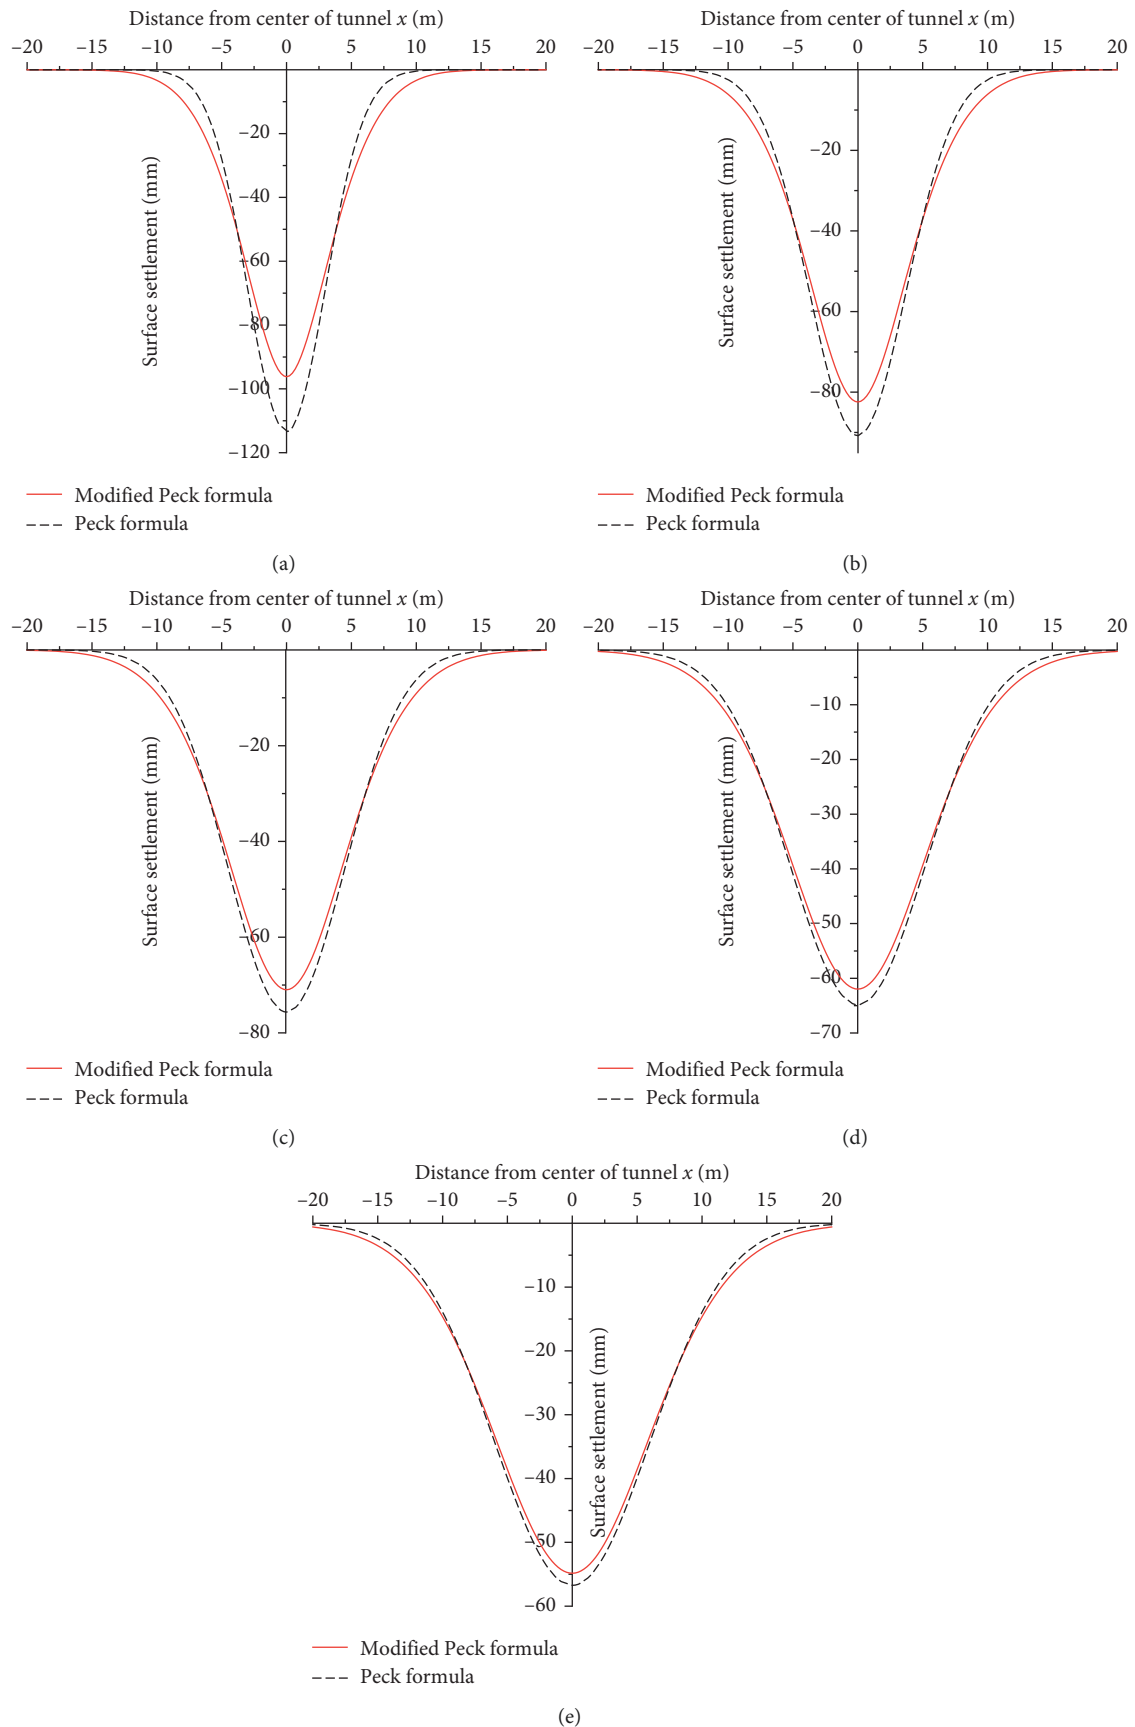 Distance from center of tunnel x (m)
−20 −15 −10 −5 0 5 10 15 20
−20
−40
−60
−80
−100
−120
Surface settlement (mm)
Modified Peck formula
Peck formula
(a)
Distance from center of tunnel x (m)
−20 −15 −10 −5 0 5 10 15 20
−20
−40
−60
−80
Surface settlement (mm)
Modified Peck formula
Peck formula
(b)
Distance from center of tunnel x (m)
−20 −15 −10 −5 0 5 10 15 20
−20
−40
−60
−80
Surface settlement (mm)
Modified Peck formula
Peck formula
(c)
Distance from center of tunnel x (m)
−20 −15 −10 −5 0 5 10 15 20
−10
−20
−30
−40
−50
−60
−70
Surface settlement (mm)
Modified Peck formula
Peck formula
(d)
Distance from center of tunnel x (m)
−20 −15 −10 −5 0 5 10 15 20
−10
−20
−30
−40
−50
−60
Surface settlement (mm)
Modified Peck formula
Peck formula
(e)